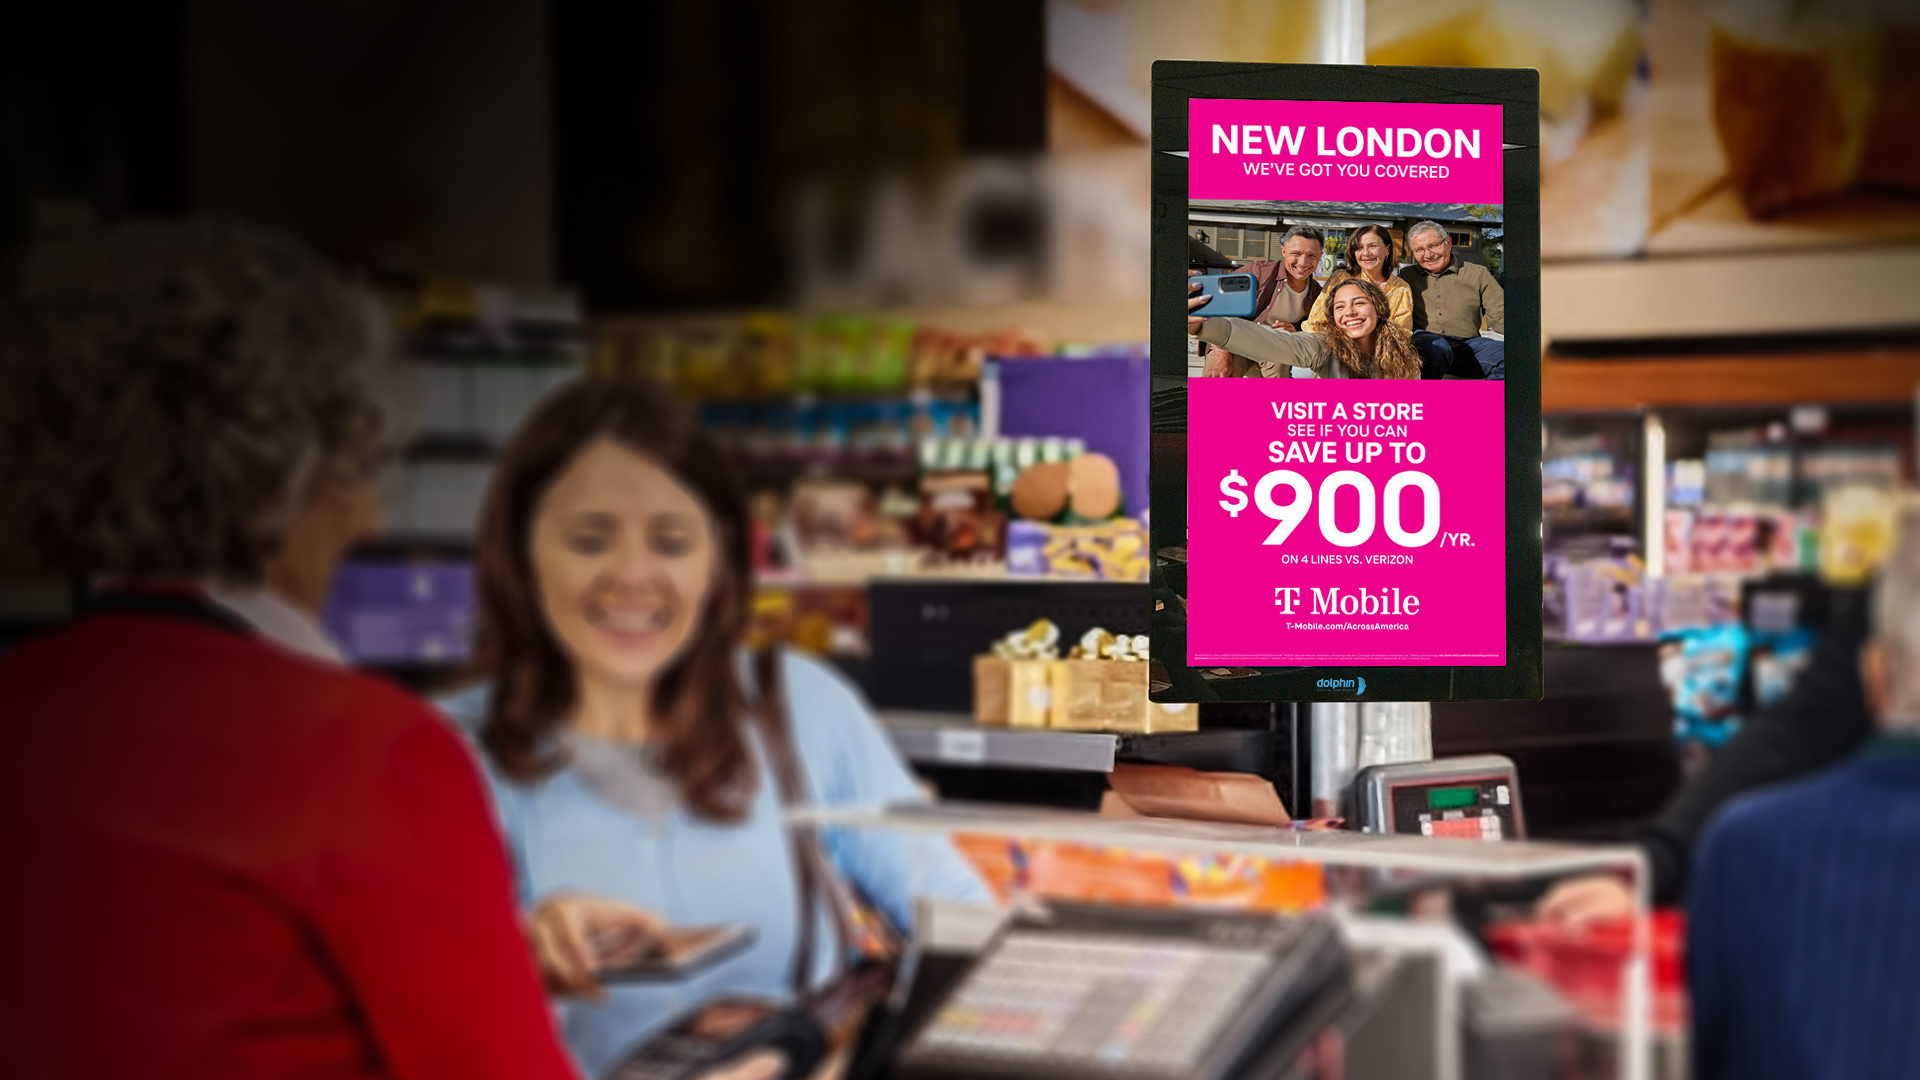 NEW LONDON
WE'VE GOT YOU COVERED
VISIT A STORE
SEE IF YOU CAN
SAVE UP TO
$900/YR.
ON 4 LINES VS. VERIZON
T Mobile
T-Mobile.com/AcrossAmerica
dolphin